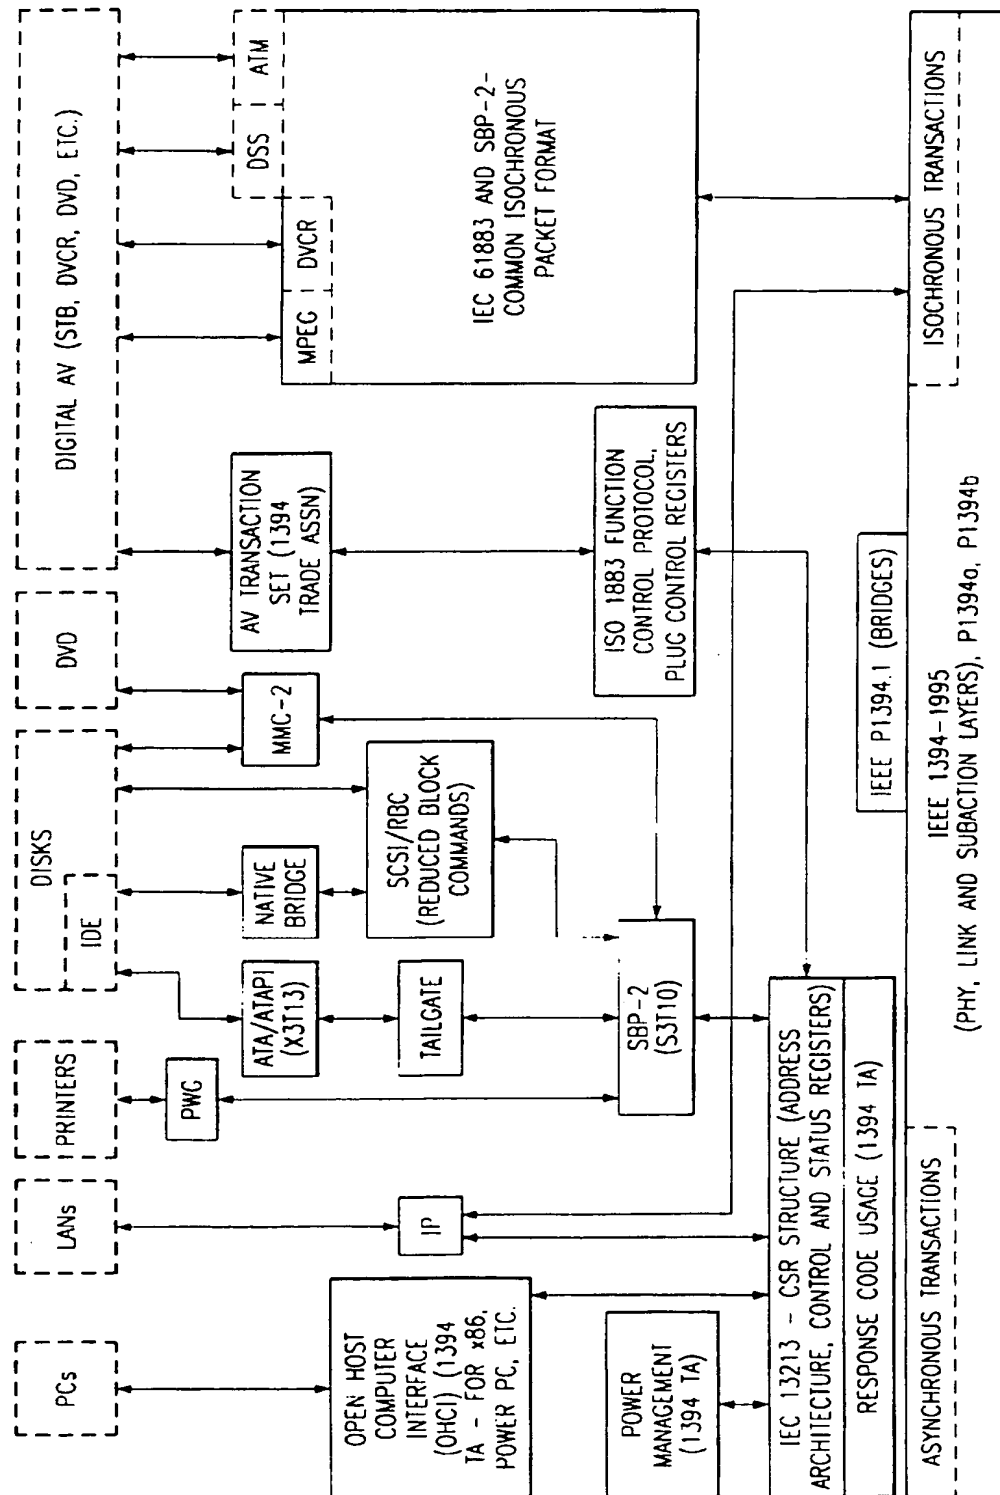 PCs
LANs
PRINTERS
DISKS
IDE
DVD
DIGITAL AV (STB, DVCR, DVD, ETC.)
PWG
ATA/ATAPI
(X3T13)
NATIVE
BRIDGE
MMC-2
AV TRANSACTION
SET (1394
TRADE ASSN)
MPEG
DVCR
DSS
ATM
OPEN HOST
COMPUTER
INTERFACE
(OHCI) (1394
TA - FOR x86,
POWER PC, ETC.
IP
TAILGATE
SCSI/RBC
(REDUCED BLOCK
COMMANDS)
IEC 61883 AND SBP-2-
COMMON ISOCHRONOUS
PACKET FORMAT
POWER
MANAGEMENT
(1394 TA)
SBP-2
(S3T10)
ISO 1883 FUNCTION
CONTROL PROTOCOL,
PLUG CONTROL REGISTERS
IEC 13213 - CSR STRUCTURE (ADDRESS
ARCHITECTURE, CONTROL AND STATUS REGISTERS)
RESPONSE CODE USAGE (1394 TA)
IEEE P1394.1 (BRIDGES)
ASYNCHRONOUS TRANSACTIONS
IEEE 1394-1995
(PHY, LINK AND SUBACTION LAYERS), P1394a, P1394b
ISOCHRONOUS TRANSACTIONS